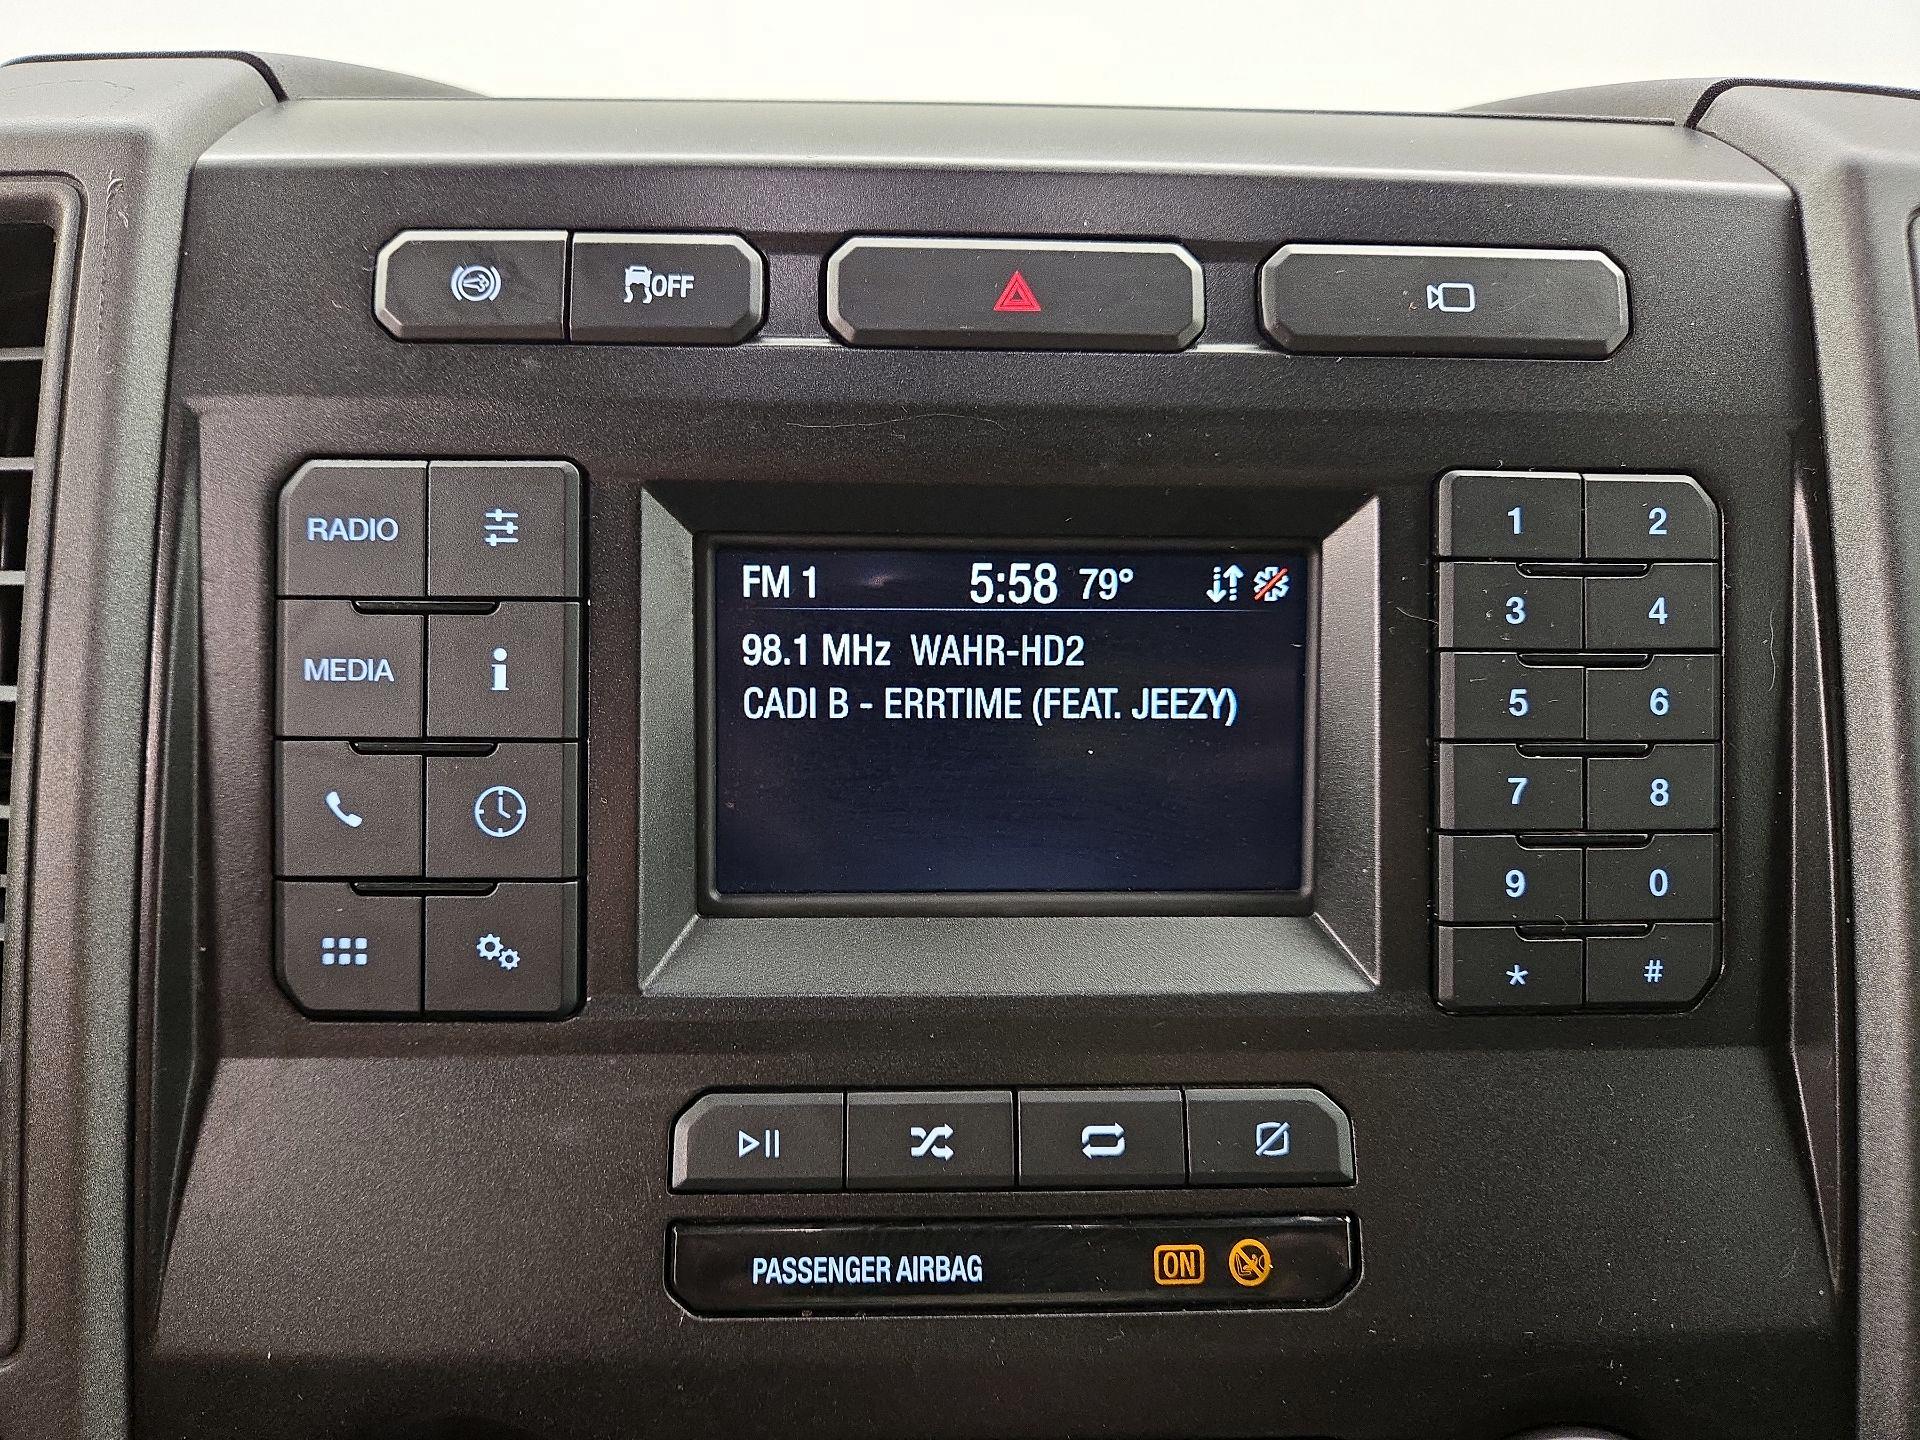 OFF
RADIO
MEDIA
FM 1 5:58 79°
98.1 MHz WAHR-HD2
CADI B - ERRTIME (FEAT. JEEZY)
1 2
3 4
5 6
7 8
9 0
* #
PASSENGER AIRBAG ON